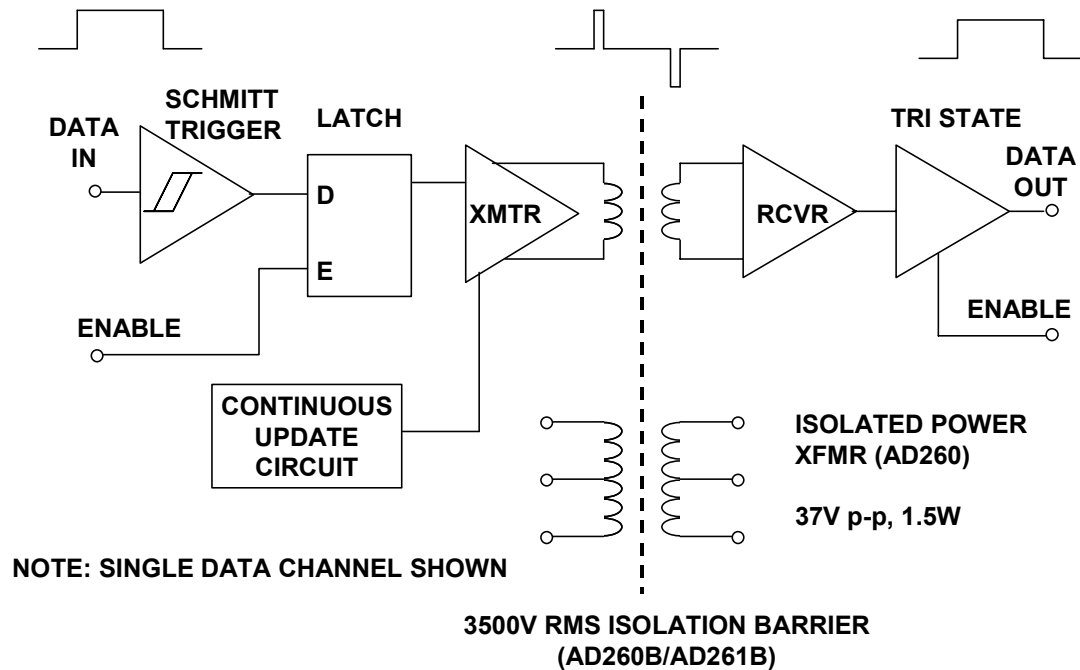 SCHMITT
TRIGGER
DATA
IN
LATCH
D
E
XMTR
RCVR
TRI STATE
DATA
OUT
ENABLE
ENABLE
CONTINUOUS
UPDATE
CIRCUIT
ISOLATED POWER
XFMR (AD260)
37V p-p, 1.5W
NOTE: SINGLE DATA CHANNEL SHOWN
3500V RMS ISOLATION BARRIER
(AD260B/AD261B)